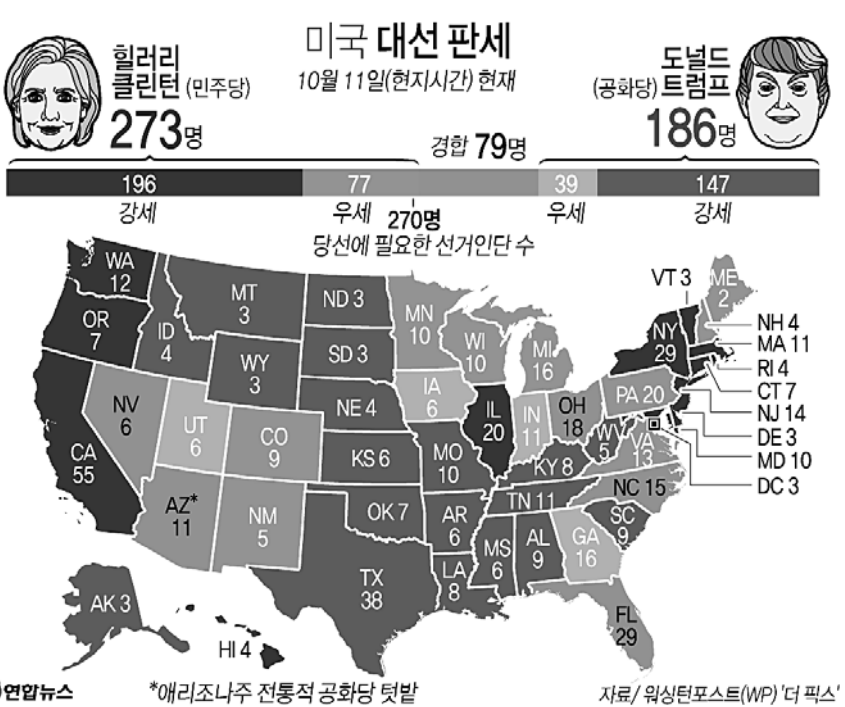 미국 대선 판세
10월 11일(현지시간) 현재
힐러리
클린턴 (민주당)
273명
경합 79명
도널드
(공화당) 트럼프
186명
196
77
39
147
강세
우세
270명
우세
강세
당선에 필요한 선거인단 수
WA
12
OR
7
CA
55
ID
4
NV
6
MT
3
WY
3
UT
6
CO
9
AZ*
11
NM
5
ND 3
SD 3
NE 4
KS 6
OK 7
TX
38
MN
10
IA
6
MO
10
AR
6
LA
8
WI
10
IL
20
MI
16
IN
11
OH
18
KY 8
TN 11
MS
6
AL
9
GA
16
FL
29
SC
9
NC 15
WV
5
VA
13
PA 20
NY
29
VT 3
ME
2
NH 4
MA 11
RI 4
CT 7
NJ 14
DE 3
MD 10
DC 3
AK 3
HI 4
연합뉴스
*애리조나주 전통적 공화당 텃밭
자료/ 워싱턴포스트(WP) '더 픽스'